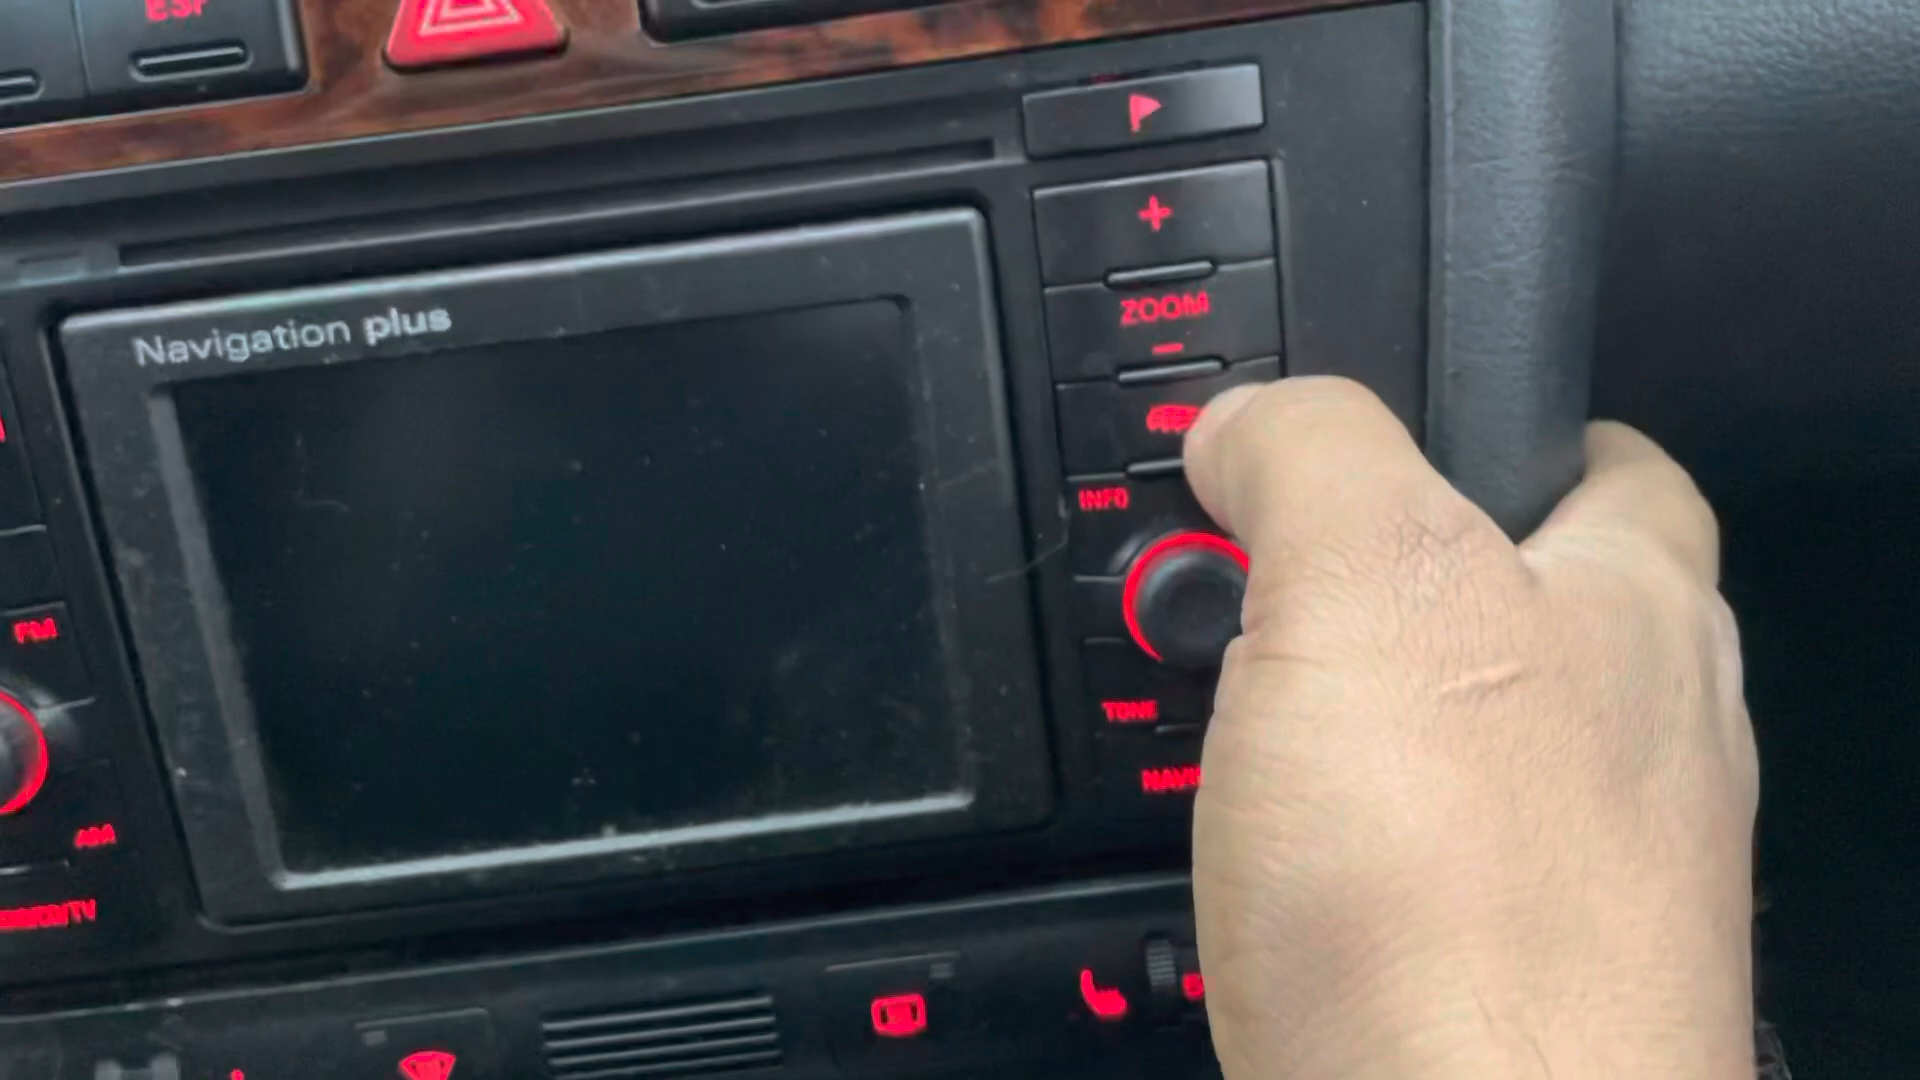 ESP
Navigation plus
+
ZOOM
-
INFO
FM
TONE
AM